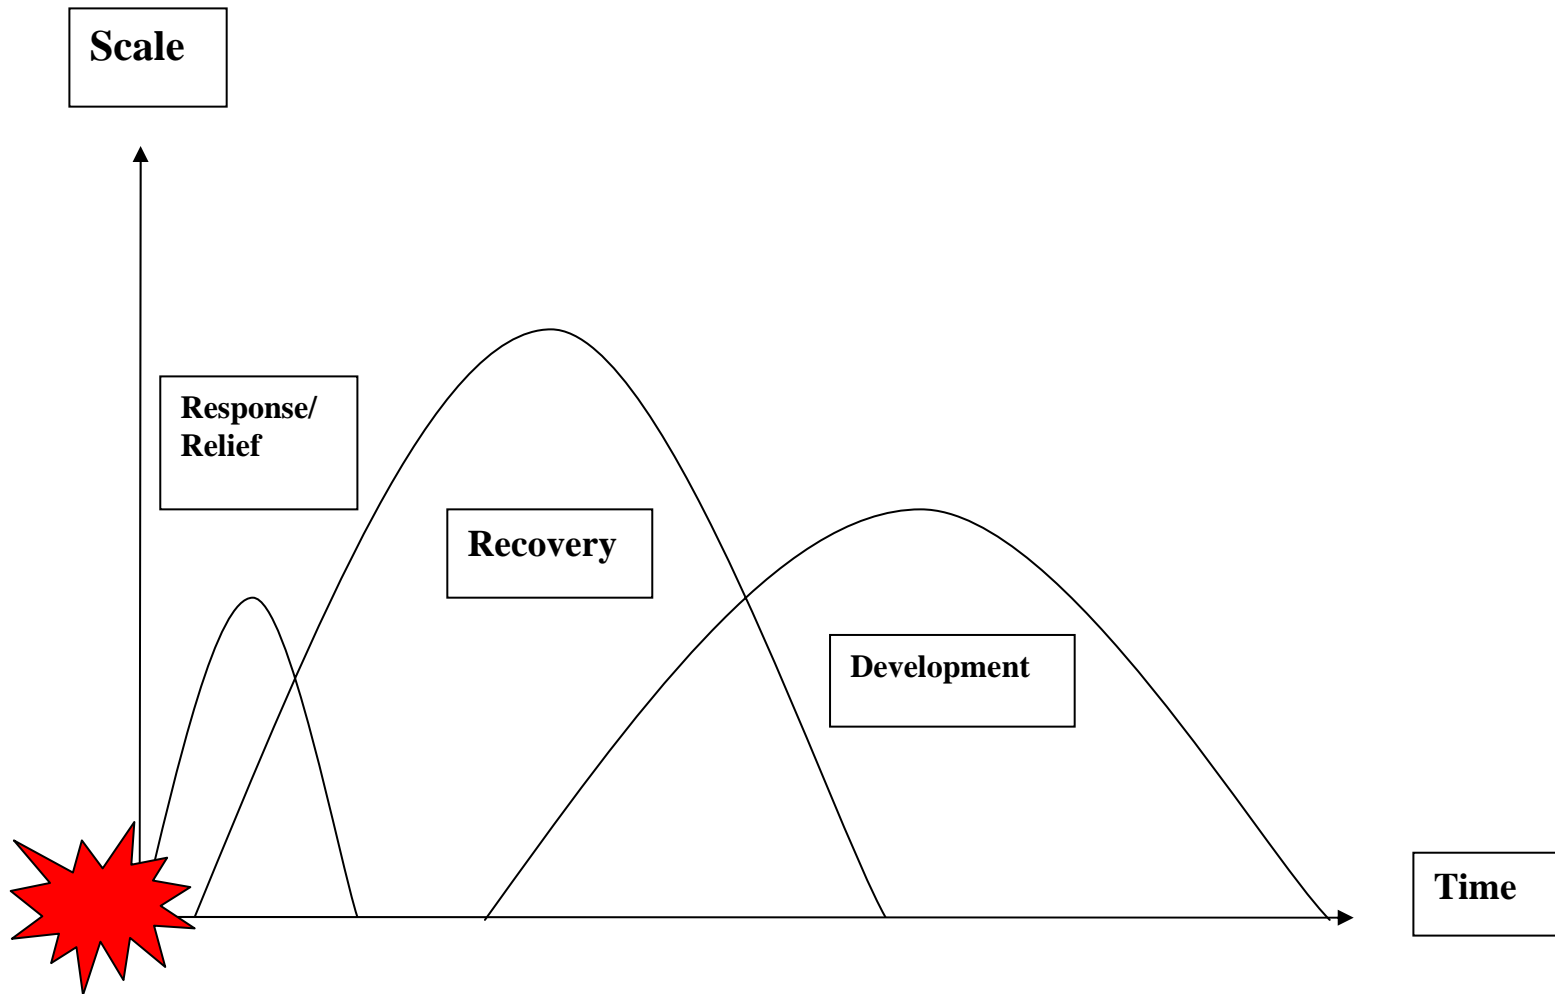 Scale
Response/
Relief
Recovery
Development
Time